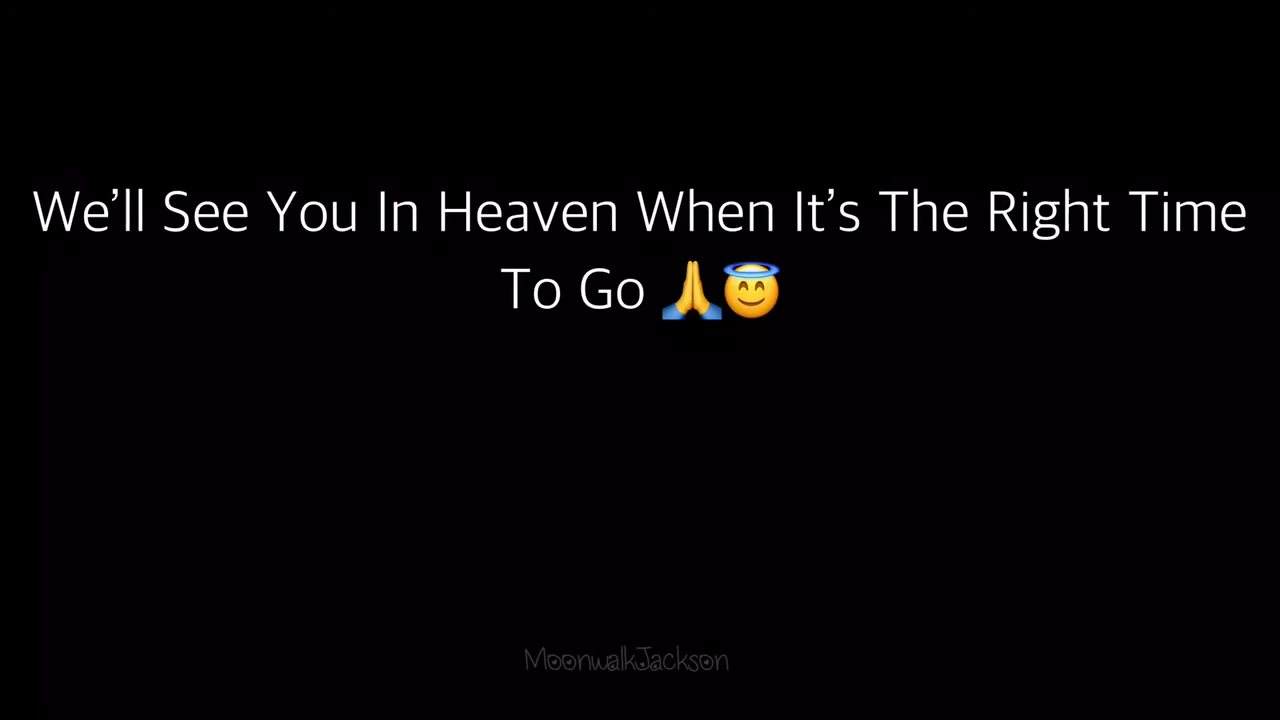 We’ll See You In Heaven When It’s The Right Time
To Go 🙏😇
MoonwalkJackson